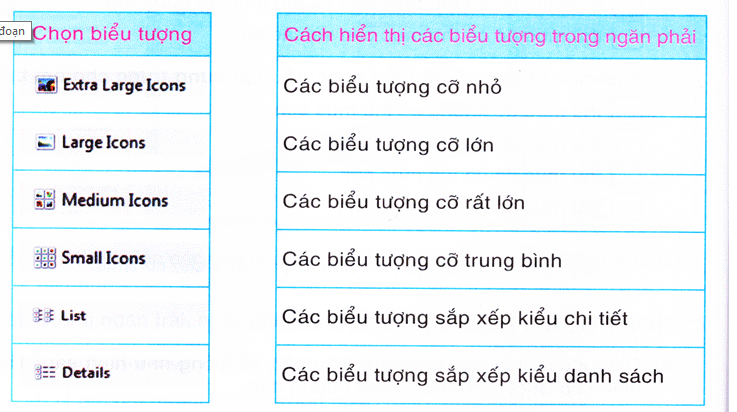 đoạn
Chọn biểu tượng
Extra Large Icons
Large Icons
Medium Icons
Small Icons
List
Details
Cách hiển thị các biểu tượng trong ngăn phải
Các biểu tượng cỡ nhỏ
Các biểu tượng cỡ lớn
Các biểu tượng cỡ rất lớn
Các biểu tượng cỡ trung bình
Các biểu tượng sắp xếp kiểu chi tiết
Các biểu tượng sắp xếp kiểu danh sách